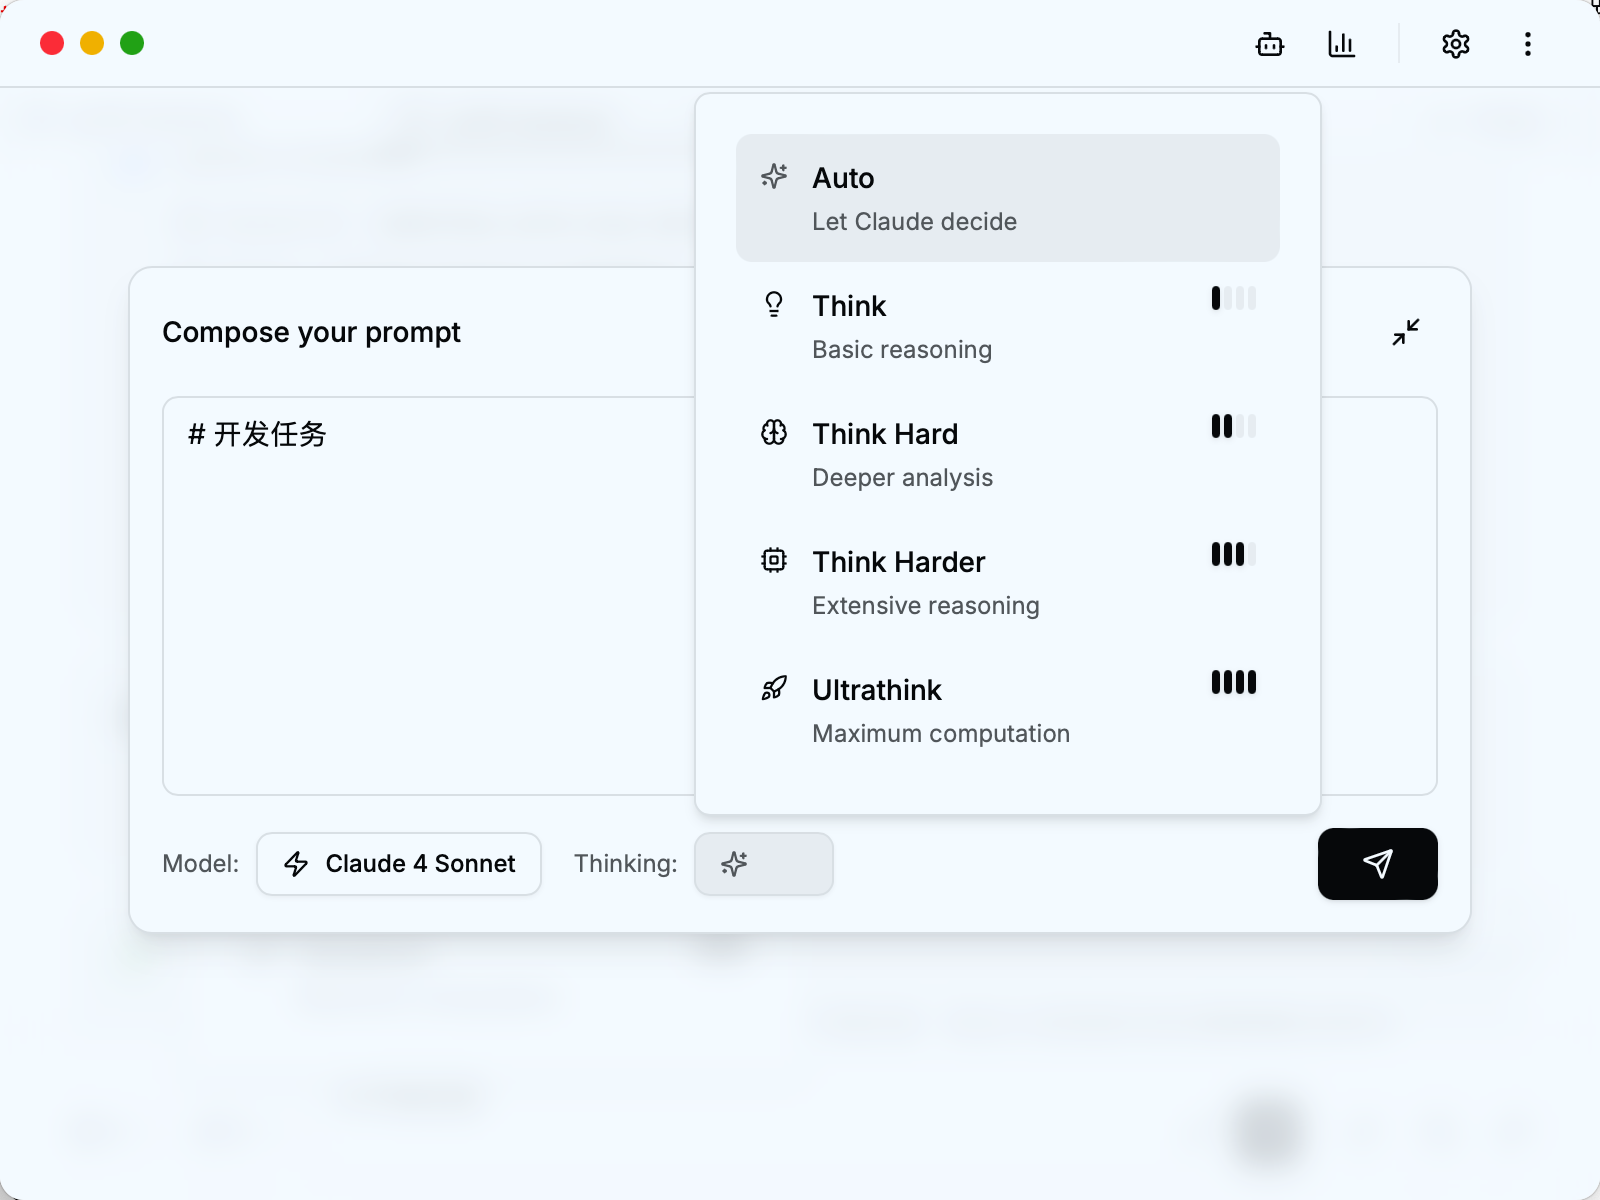 Auto
Let Claude decide
Think
Basic reasoning
Think Hard
Deeper analysis
Think Harder
Extensive reasoning
Ultrathink
Maximum computation
Compose your prompt
# 开发任务
Model: Claude 4 Sonnet Thinking: